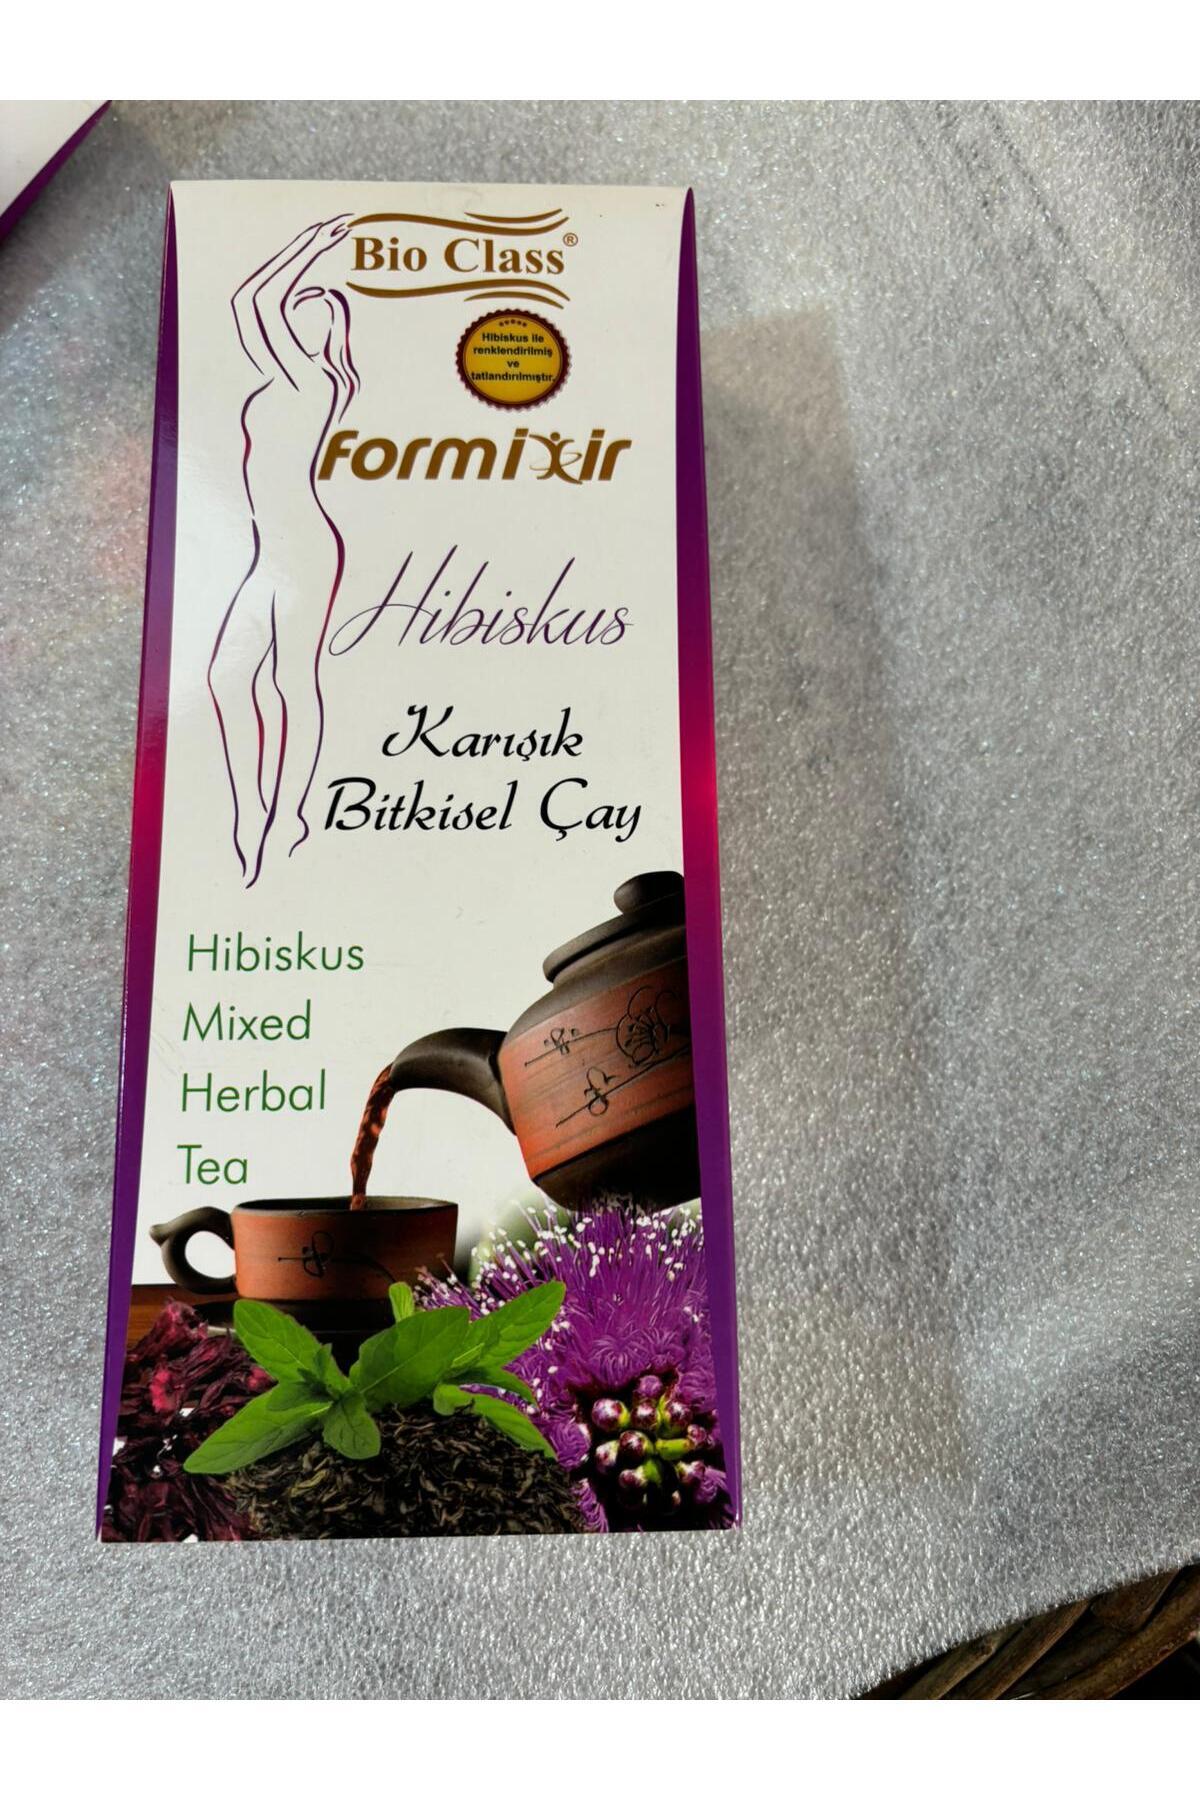 Bio Class®
Hibiskus ile
renklendirilmiş
ve
tatlandırılmıştır.
formixir
Hibiskus
Karışık
Bitkisel Çay
Hibiskus
Mixed
Herbal
Tea